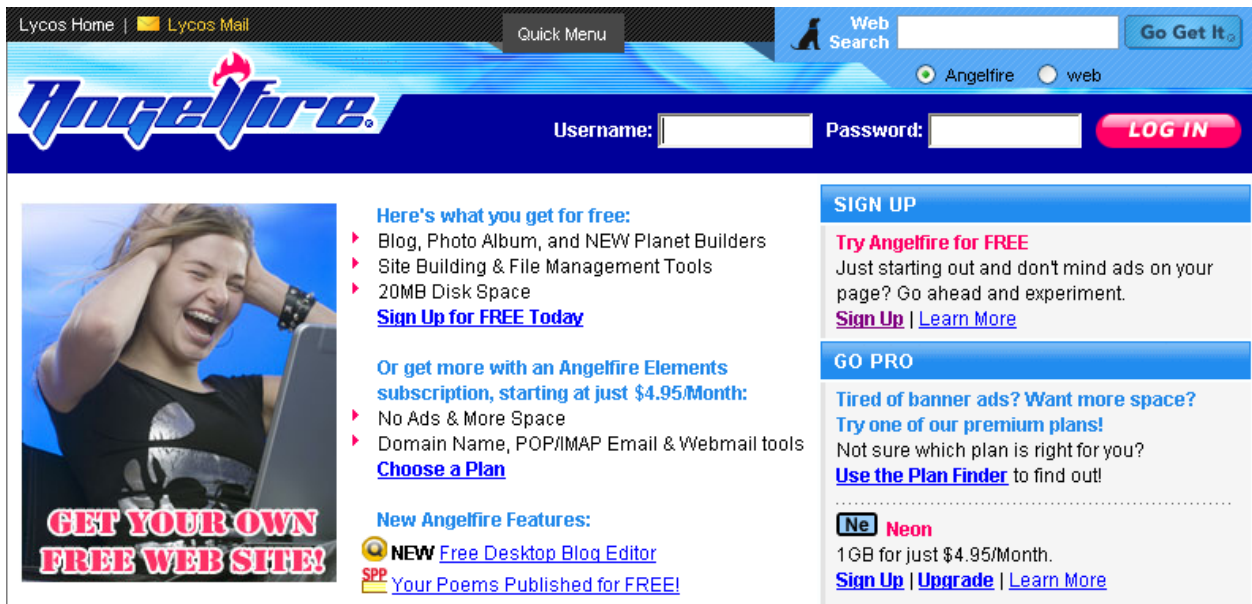 Lycos Home | Lycos Mail
Quick Menu
Web Search
Go Get It
Angelfire web
Angelfire
Username:
Password:
LOG IN
GET YOUR OWN
FREE WEB SITE!
Here's what you get for free:
Blog, Photo Album, and NEW Planet Builders
Site Building & File Management Tools
20MB Disk Space
Sign Up for FREE Today
Or get more with an Angelfire Elements
subscription, starting at just $4.95/Month:
No Ads & More Space
Domain Name, POP/IMAP Email & Webmail tools
Choose a Plan
New Angelfire Features:
NEW Free Desktop Blog Editor
SPP Your Poems Published for FREE!
SIGN UP
Try Angelfire for FREE
Just starting out and don't mind ads on your
page? Go ahead and experiment.
Sign Up | Learn More
GO PRO
Tired of banner ads? Want more space?
Try one of our premium plans!
Not sure which plan is right for you?
Use the Plan Finder to find out!
Ne Neon
1GB for just $4.95/Month.
Sign Up | Upgrade | Learn More